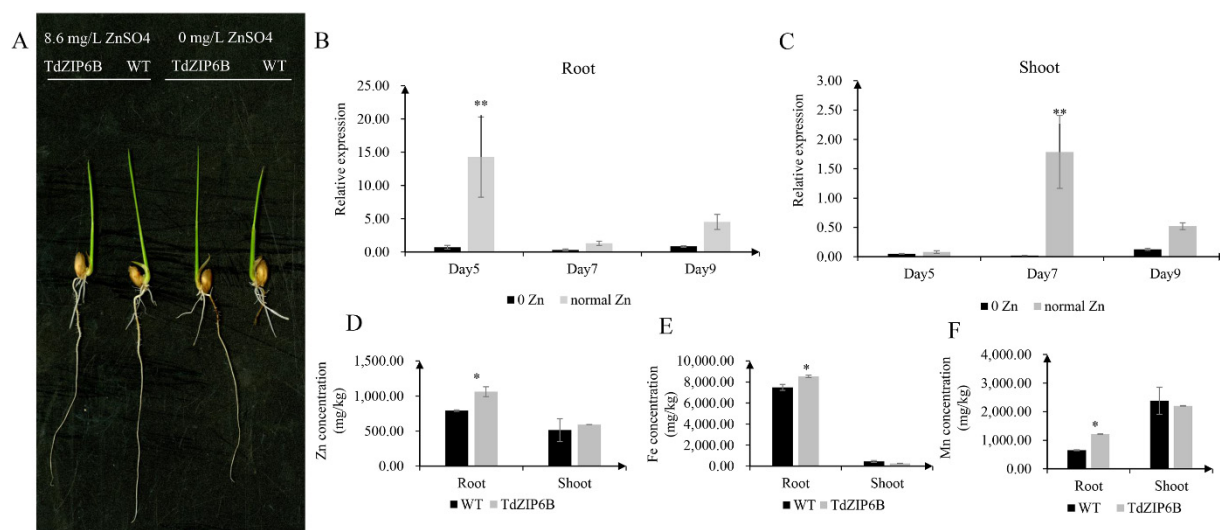 A
8.6 mg/L ZnSO4 0 mg/L ZnSO4
TdZIP6B WT TdZIP6B WT
B
Root
Relative expression
25.00
20.00
15.00
10.00
5.00
0.00
**
Day5 Day7 Day9
0 Zn normal Zn
C
Shoot
Relative expression
3.00
2.50
2.00
1.50
1.00
0.50
0.00
**
Day5 Day7 Day9
0 Zn normal Zn
D
Zn concentration
(mg/kg)
1,500.00
1,000.00
500.00
0.00
*
Root Shoot
WT TdZIP6B
E
Fe concentration
(mg/kg)
10,000.00
8,000.00
6,000.00
4,000.00
2,000.00
0.00
*
Root Shoot
WT TdZIP6B
F
Mn concentration
(mg/kg)
4,000.00
3,000.00
2,000.00
1,000.00
0.00
*
Root Shoot
WT TdZIP6B